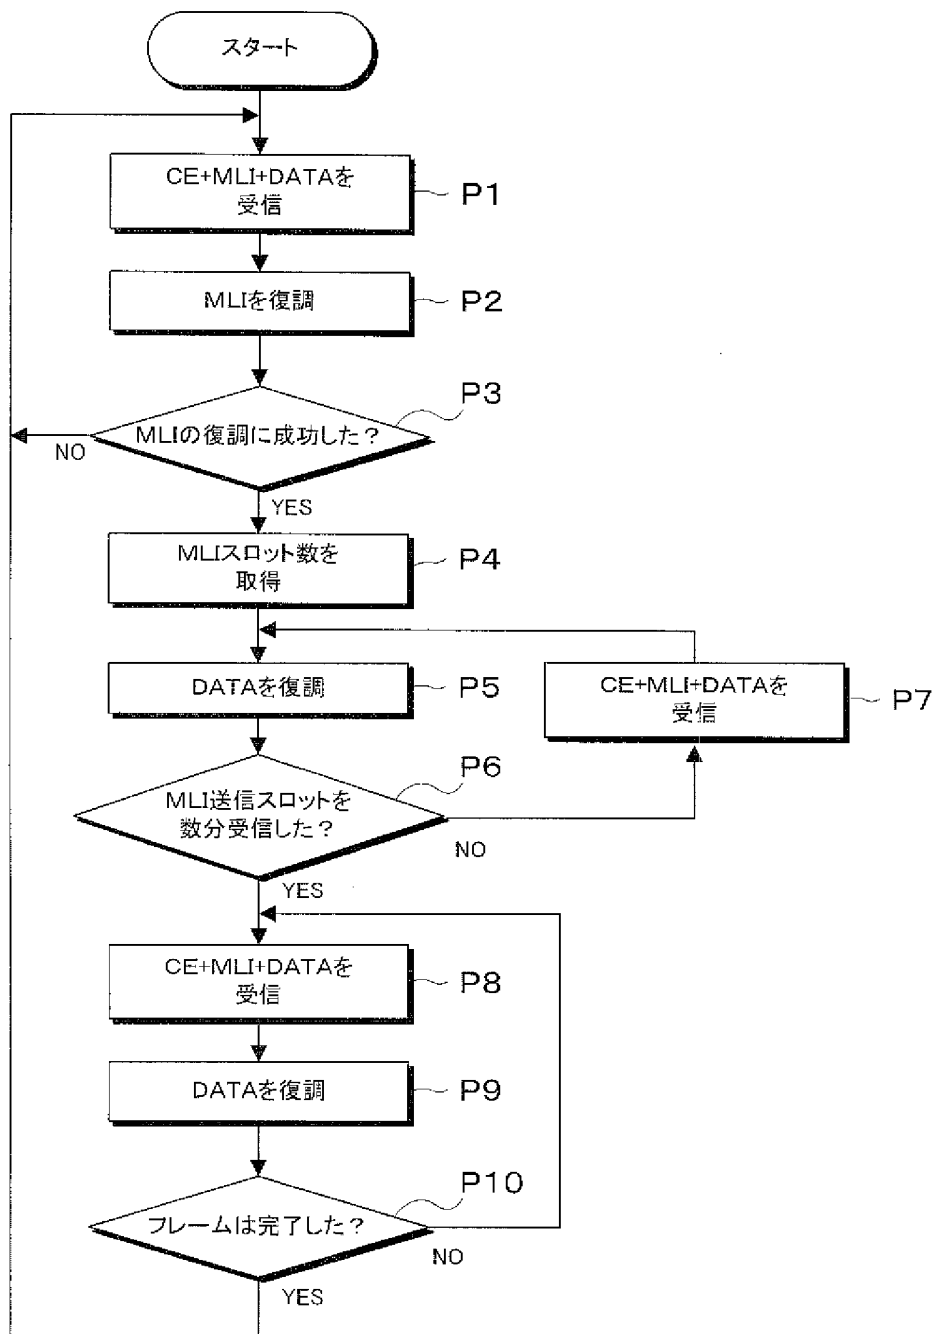 スタート
CE+MLI+DATAを
受信
P1
MLIを復調
P2
MLIの復調に成功した？
P3
NO
YES
MLIスロット数を
取得
P4
DATAを復調
P5
CE+MLI+DATAを
受信
P7
MLI送信スロットを
数分受信した？
P6
NO
YES
CE+MLI+DATAを
受信
P8
DATAを復調
P9
フレームは完了した？
P10
NO
YES